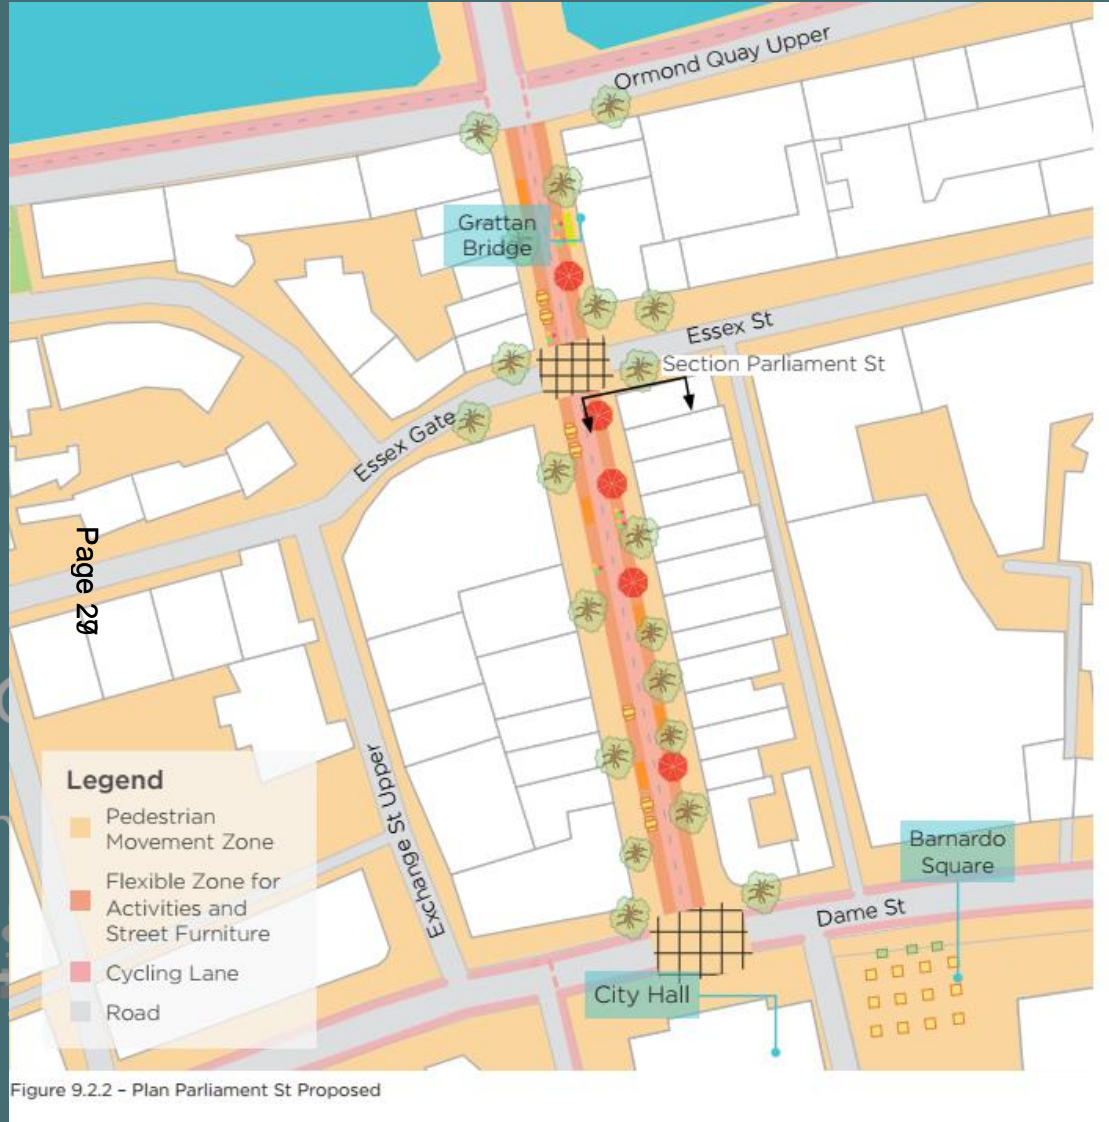 Ormond Quay Upper
Grattan
Bridge
Essex St
Section Parliament St
Essex Gate
Page
Legend
Pedestrian
Movement Zone
Flexible Zone for
Activities and
Street Furniture
Cycling Lane
Road
Exchange St Upper
Barnardo
Square
Dame St
City Hall
Figure 9.2.2 – Plan Parliament St Proposed